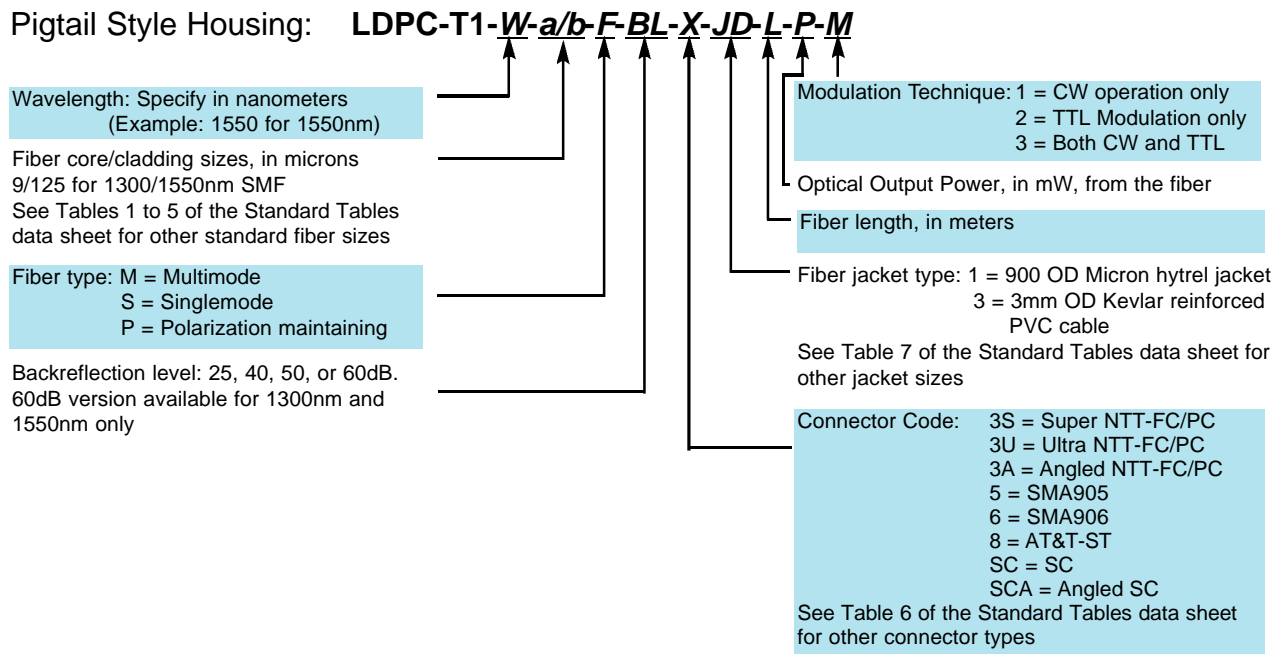 Pigtail Style Housing: LDPC-T1-W-a/b-F-BL-X-JD-L-P-M
Wavelength: Specify in nanometers
(Example: 1550 for 1550nm)
Fiber core/cladding sizes, in microns
9/125 for 1300/1550nm SMF
See Tables 1 to 5 of the Standard Tables
data sheet for other standard fiber sizes
Fiber type: M = Multimode
S = Singlemode
P = Polarization maintaining
Backreflection level: 25, 40, 50, or 60dB.
60dB version available for 1300nm and
1550nm only
Modulation Technique: 1 = CW operation only
2 = TTL Modulation only
3 = Both CW and TTL
Optical Output Power, in mW, from the fiber
Fiber length, in meters
Fiber jacket type: 1 = 900 OD Micron hytrel jacket
3 = 3mm OD Kevlar reinforced
PVC cable
See Table 7 of the Standard Tables data sheet for
other jacket sizes
Connector Code: 3S = Super NTT-FC/PC
3U = Ultra NTT-FC/PC
3A = Angled NTT-FC/PC
5 = SMA905
6 = SMA906
8 = AT&T-ST
SC = SC
SCA = Angled SC
See Table 6 of the Standard Tables data sheet
for other connector types